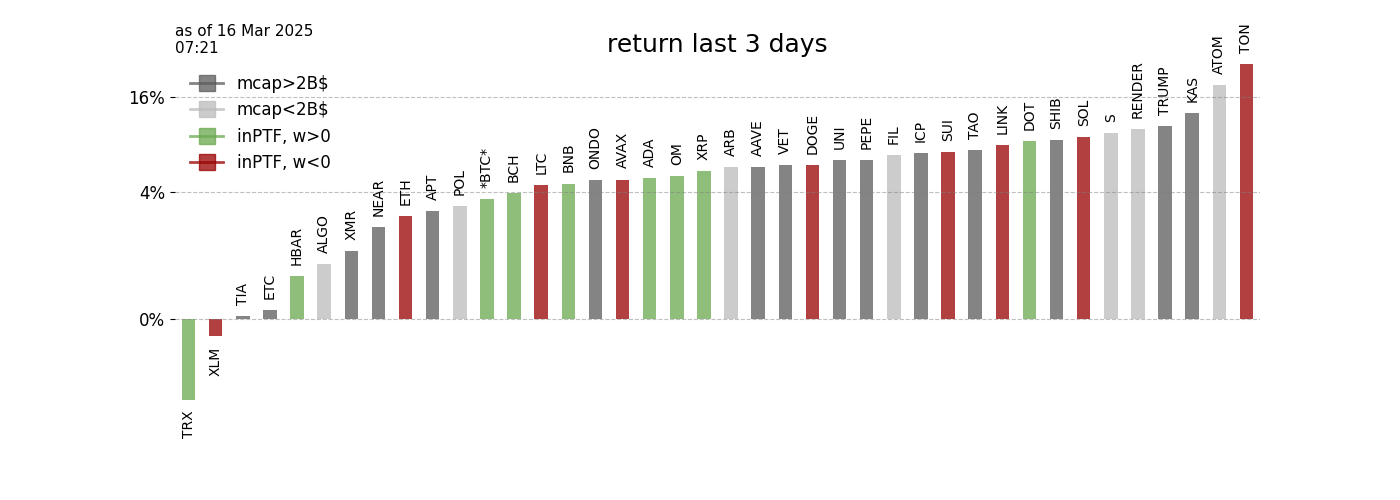 as of 16 Mar 2025
07:21
return last 3 days
mcap>2B$
mcap<2B$
inPTF, w>0
inPTF, w<0
16%
4%
0%
TRX
XLM
TIA
ETC
HBAR
ALGO
XMR
NEAR
ETH
APT
POL
*BTC*
BCH
LTC
BNB
ONDO
AVAX
ADA
OM
XRP
ARB
AAVE
VET
DOGE
UNI
PEPE
FIL
ICP
SUI
TAO
LINK
DOT
SHIB
SOL
S
RENDER
TRUMP
KAS
ATOM
TON